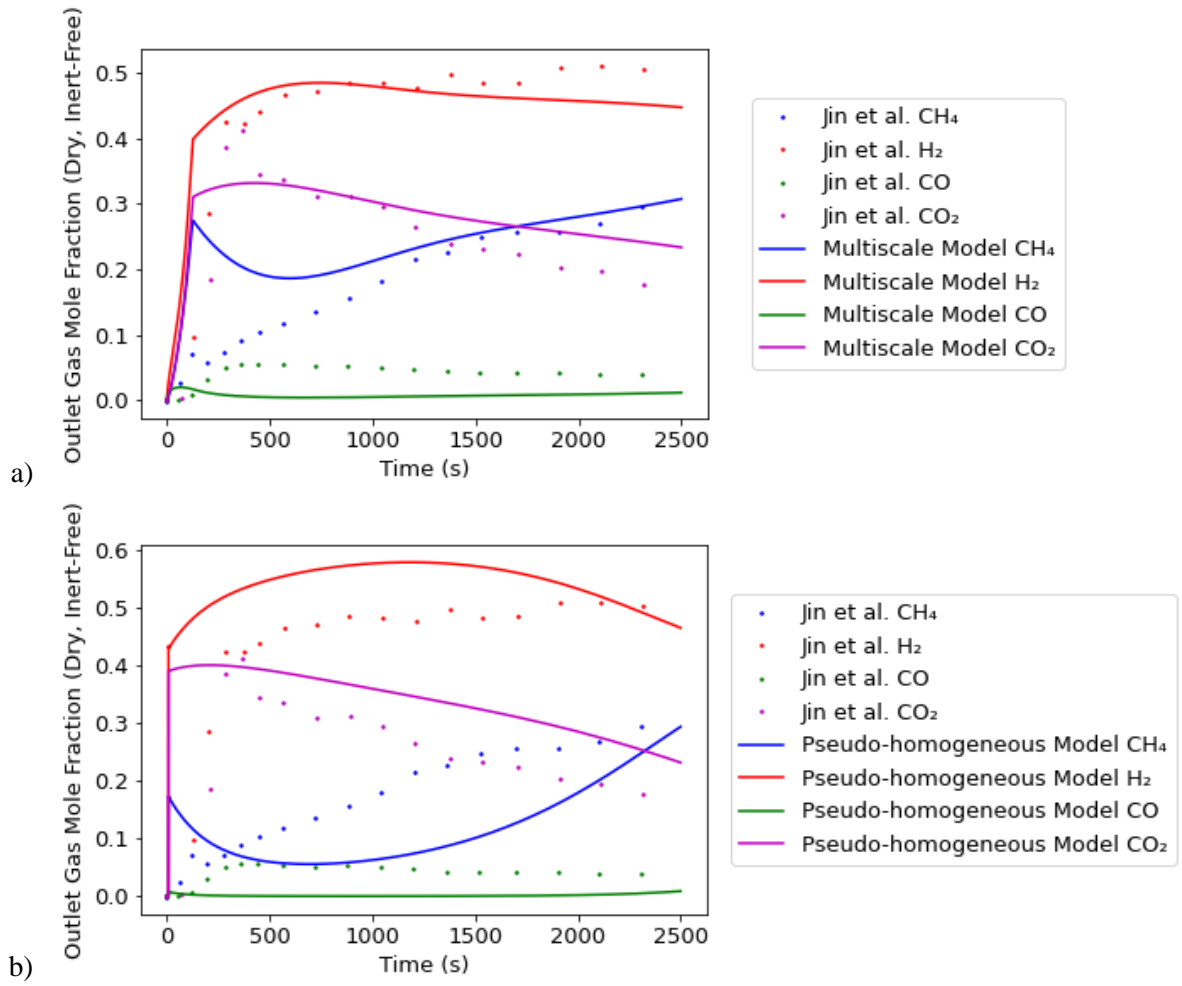 Outlet Gas Mole Fraction (Dry, Inert-Free)
0.5
0.4
0.3
0.2
0.1
0.0
0 500 1000 1500 2000 2500
Time (s)
Jin et al. CH₄
Jin et al. H₂
Jin et al. CO
Jin et al. CO₂
Multiscale Model CH₄
Multiscale Model H₂
Multiscale Model CO
Multiscale Model CO₂
a)
Outlet Gas Mole Fraction (Dry, Inert-Free)
0.6
0.5
0.4
0.3
0.2
0.1
0.0
0 500 1000 1500 2000 2500
Time (s)
Jin et al. CH₄
Jin et al. H₂
Jin et al. CO
Jin et al. CO₂
Pseudo-homogeneous Model CH₄
Pseudo-homogeneous Model H₂
Pseudo-homogeneous Model CO
Pseudo-homogeneous Model CO₂
b)